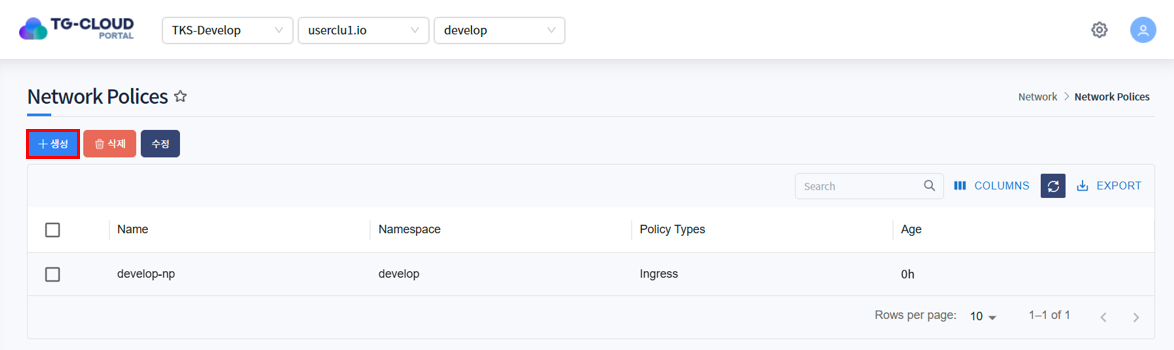 TG-CLOUD
PORTAL
TKS-Develop
userclu1.io
develop
Network Polices
Network > Network Polices
+ 생성
삭제
수정
Search
COLUMNS
EXPORT
Name
Namespace
Policy Types
Age
develop-np
develop
Ingress
0h
Rows per page: 10
1–1 of 1